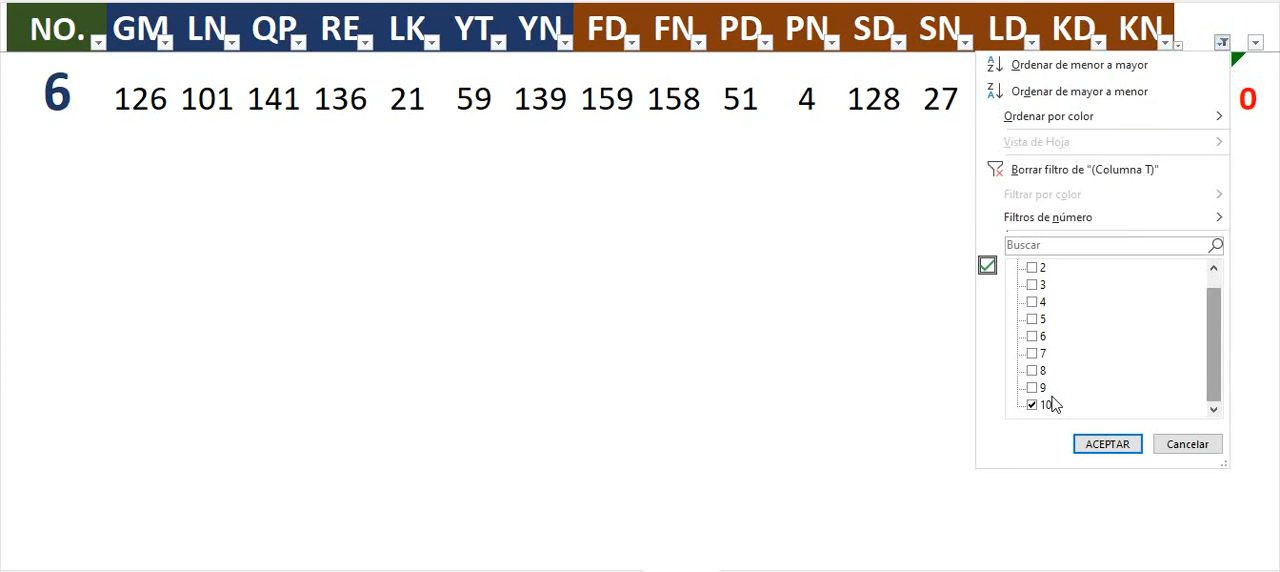 NO. GM LN QP RE LK YT YN FD FN PD PN SD SN LD KD KN
6 126 101 141 136 21 59 139 159 158 51 4 128 27 0
Ordenar de menor a mayor
Ordenar de mayor a menor
Ordenar por color
Vista de Hoja
Borrar filtro de "(Columna T)"
Filtrar por color
Filtros de número
Buscar
2
3
4
5
6
7
8
9
10
ACEPTAR Cancelar